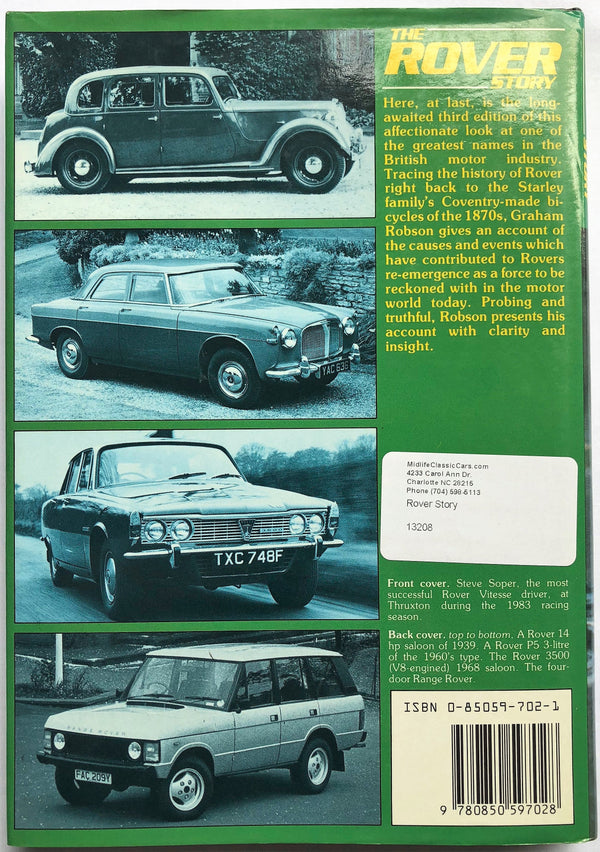 THE
ROVER
STORY
Here, at last, is the long-
awaited third edition of this
affectionate look at one of
the greatest names in the
British motor industry.
Tracing the history of Rover
right back to the Starley
family's Coventry-made bi-
cycles of the 1870s, Graham
Robson gives an account of
the causes and events which
have contributed to Rovers
re-emergence as a force to be
reckoned with in the motor
world today. Probing and
truthful, Robson presents his
account with clarity and
insight.
YAC 636
TXC 748F
RANGE ROVER
FAC 209Y
MidlifeClassicCars.com
4233 Carol Ann Dr.
Charlotte NC 28215
Phone (704) 598-5113
Rover Story
13208
Front cover. Steve Soper, the most
successful Rover Vitesse driver, at
Thruxton during the 1983 racing
season.
Back cover. top to bottom, A Rover 14
hp saloon of 1939. A Rover P5 3-litre
of the 1960's type. The Rover 3500
(V8-engined) 1968 saloon. The four-
door Range Rover.
ISBN 0-85059-702-1
9 780850 597028